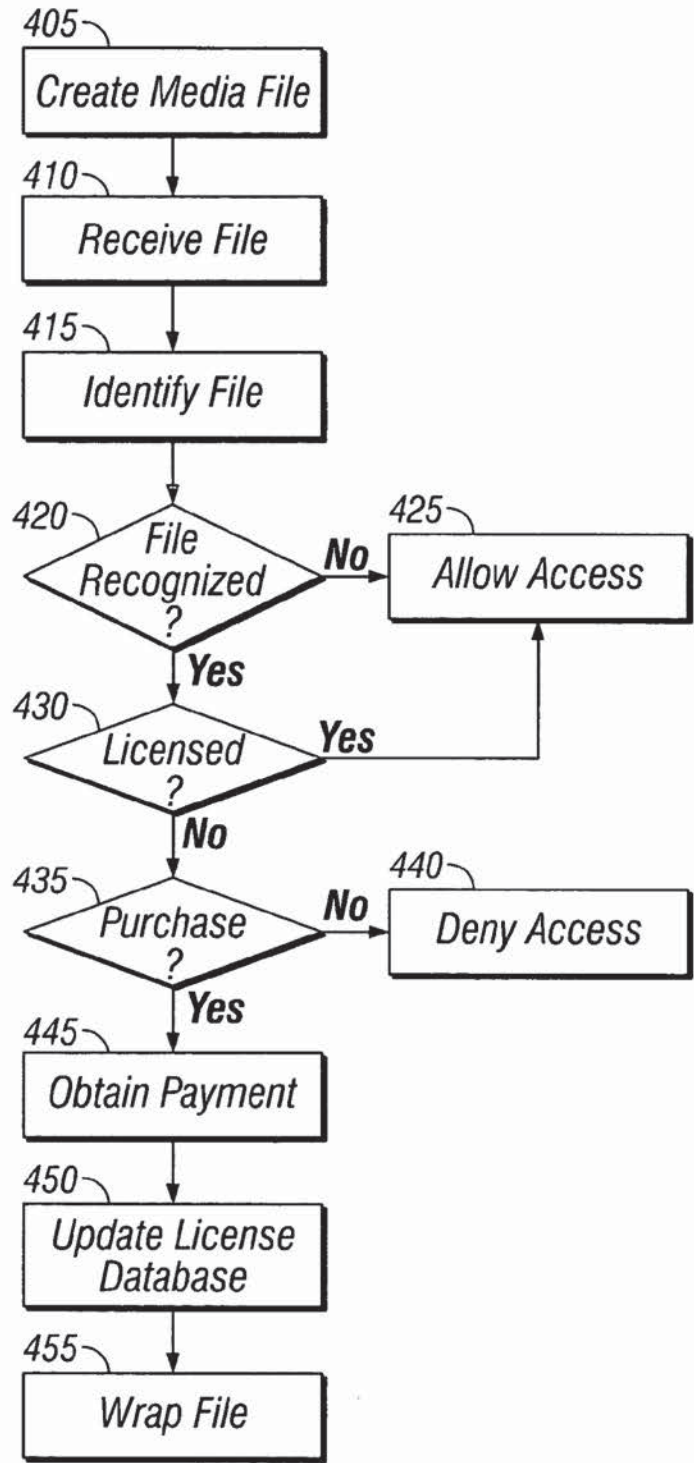 405
Create Media File
410
Receive File
415
Identify File
420
File
Recognized
?
No
425
Allow Access
Yes
430
Licensed
?
Yes
No
435
Purchase
?
No
440
Deny Access
Yes
445
Obtain Payment
450
Update License
Database
455
Wrap File